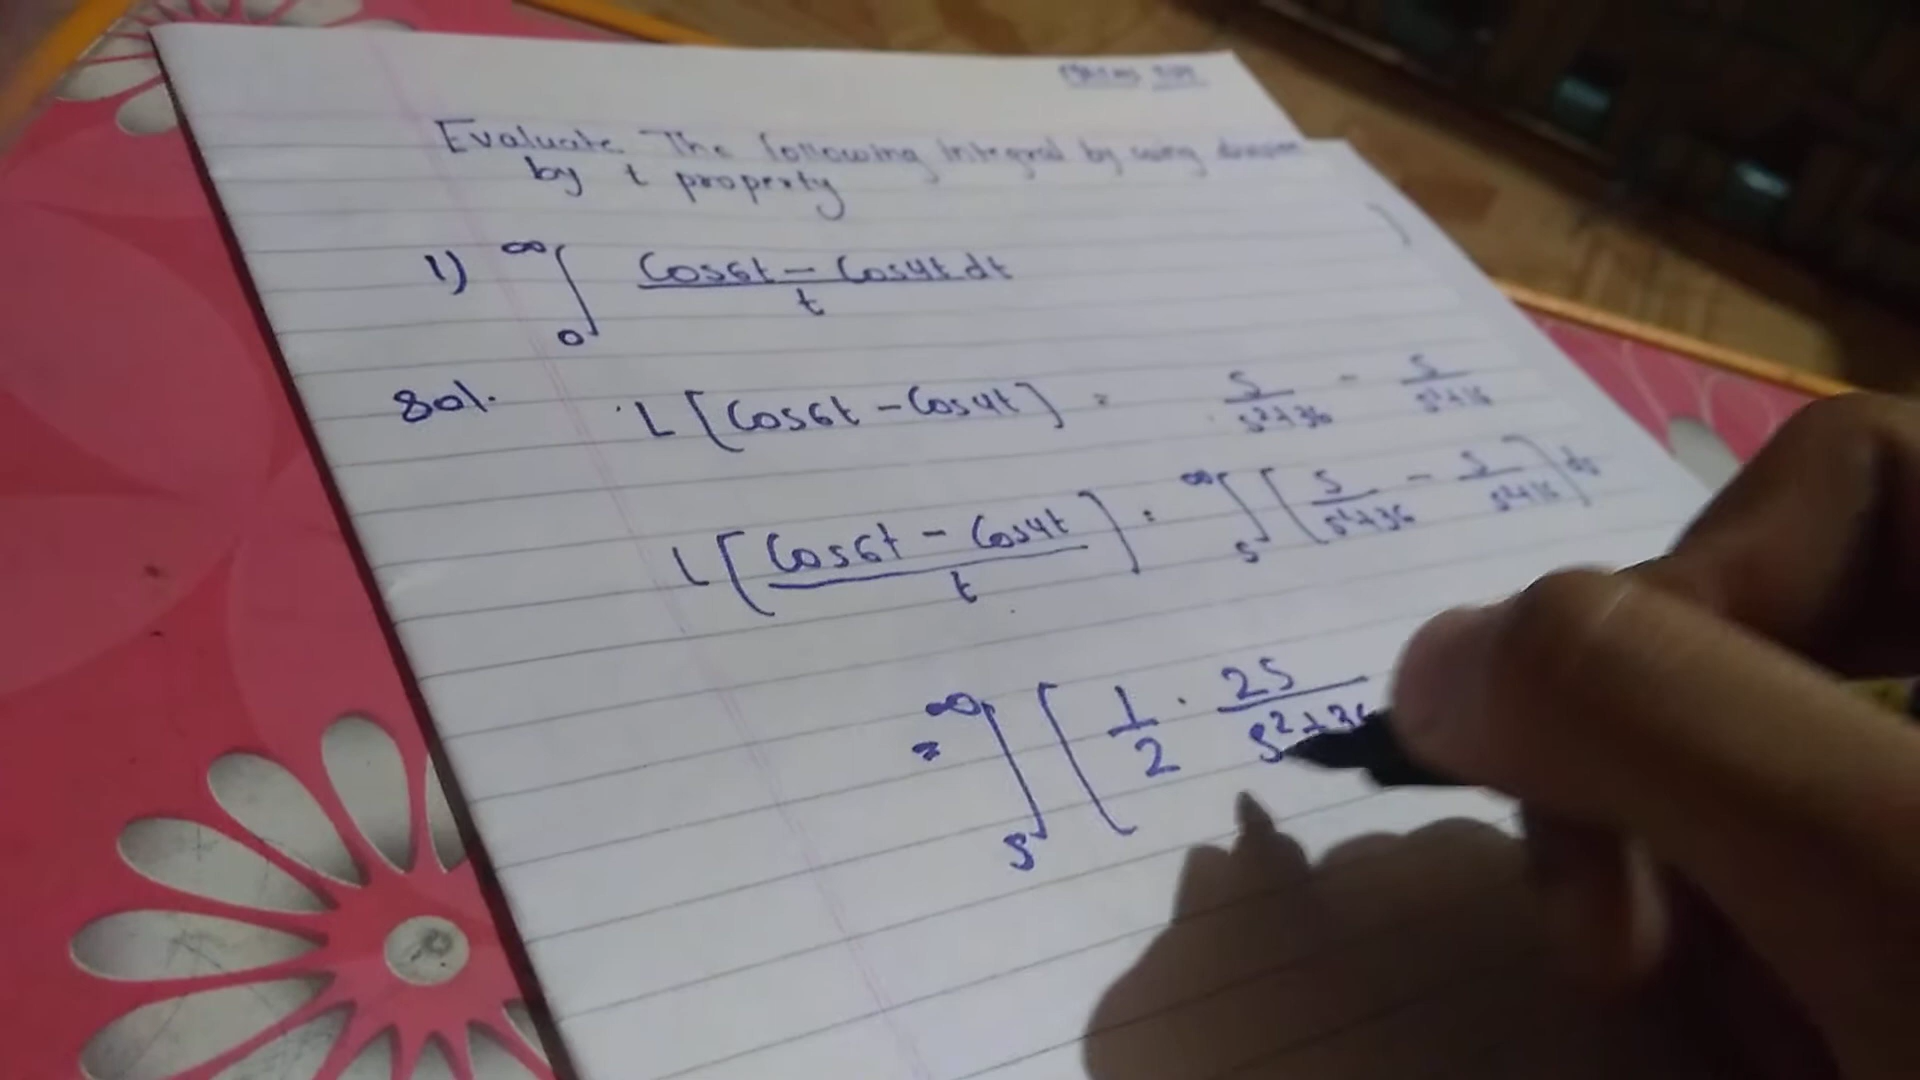 Evaluate The following integral by using division
by t property
1) ∞∫0 Cos6t - Cos4t dt / t
Sol. L[Cos6t - Cos4t] = s/s²+36 - s/s²+16
L[Cos6t - Cos4t / t] = ∞∫s [s/s²+36 - s/s²+16] ds
= ∞∫s [1/2 · 2s/s²+36